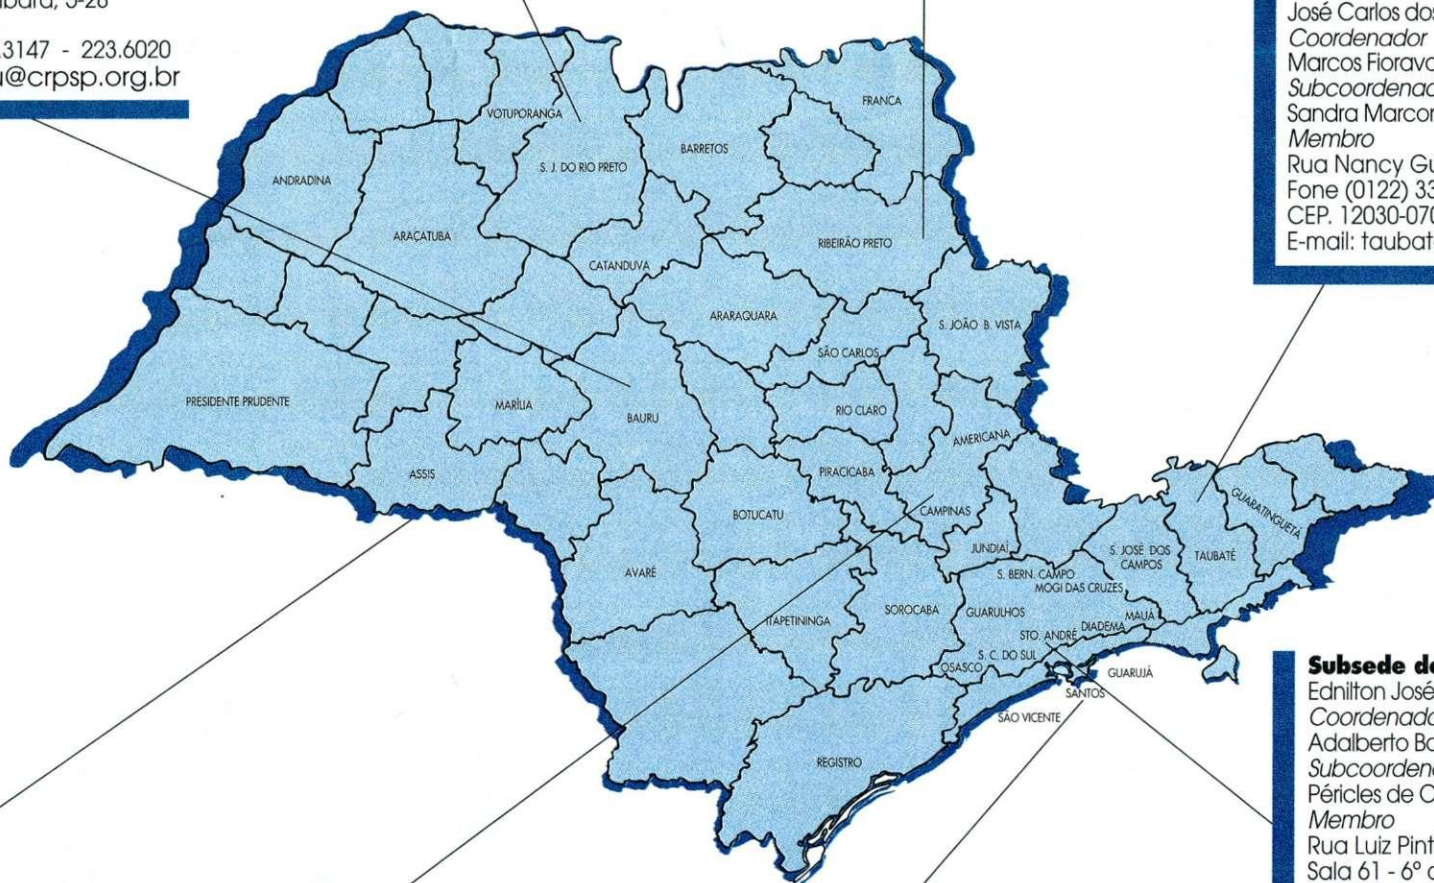 5-28
.3147 - 223.6020
u@crpsp.org.br
José Carlos dos
Coordenador
Marcos Fiorava
Subcoordenad
Sandra Marcon
Membro
Rua Nancy Gu
Fone (0122) 33
CEP. 12030-070
E-mail: taubat
FRANCA
VOTUPORANGA
BARRETOS
S. J. DO RIO PRETO
ANDRADINA
ARAÇATUBA
RIBEIRÃO PRETO
CATANDUVA
ARARAQUARA
S. JOÃO B. VISTA
SÃO CARLOS
PRESIDENTE PRUDENTE
MARÍLIA
BAURU
RIO CLARO
AMERICANA
ASSIS
PIRACICABA
BOTUCATU
CAMPINAS
GUARATINGUETÁ
JUNDIAÍ
S. JOSÉ DOS
CAMPOS
TAUBATÉ
AVARÉ
S. BERN. CAMPO
MOGI DAS CRUZES
ITAPETININGA
SOROCABA
GUARULHOS
MAUÁ
DIADEMA
STO. ANDRÉ
S. C. DO SUL
OSASCO
GUARUJÁ
SANTOS
SÃO VICENTE
REGISTRO
Subsede de
Ednilton José
Coordenado
Adalberto Bo
Subcoordena
Péricles de C
Membro
Rua Luiz Pint
Sala 61 - 6º a